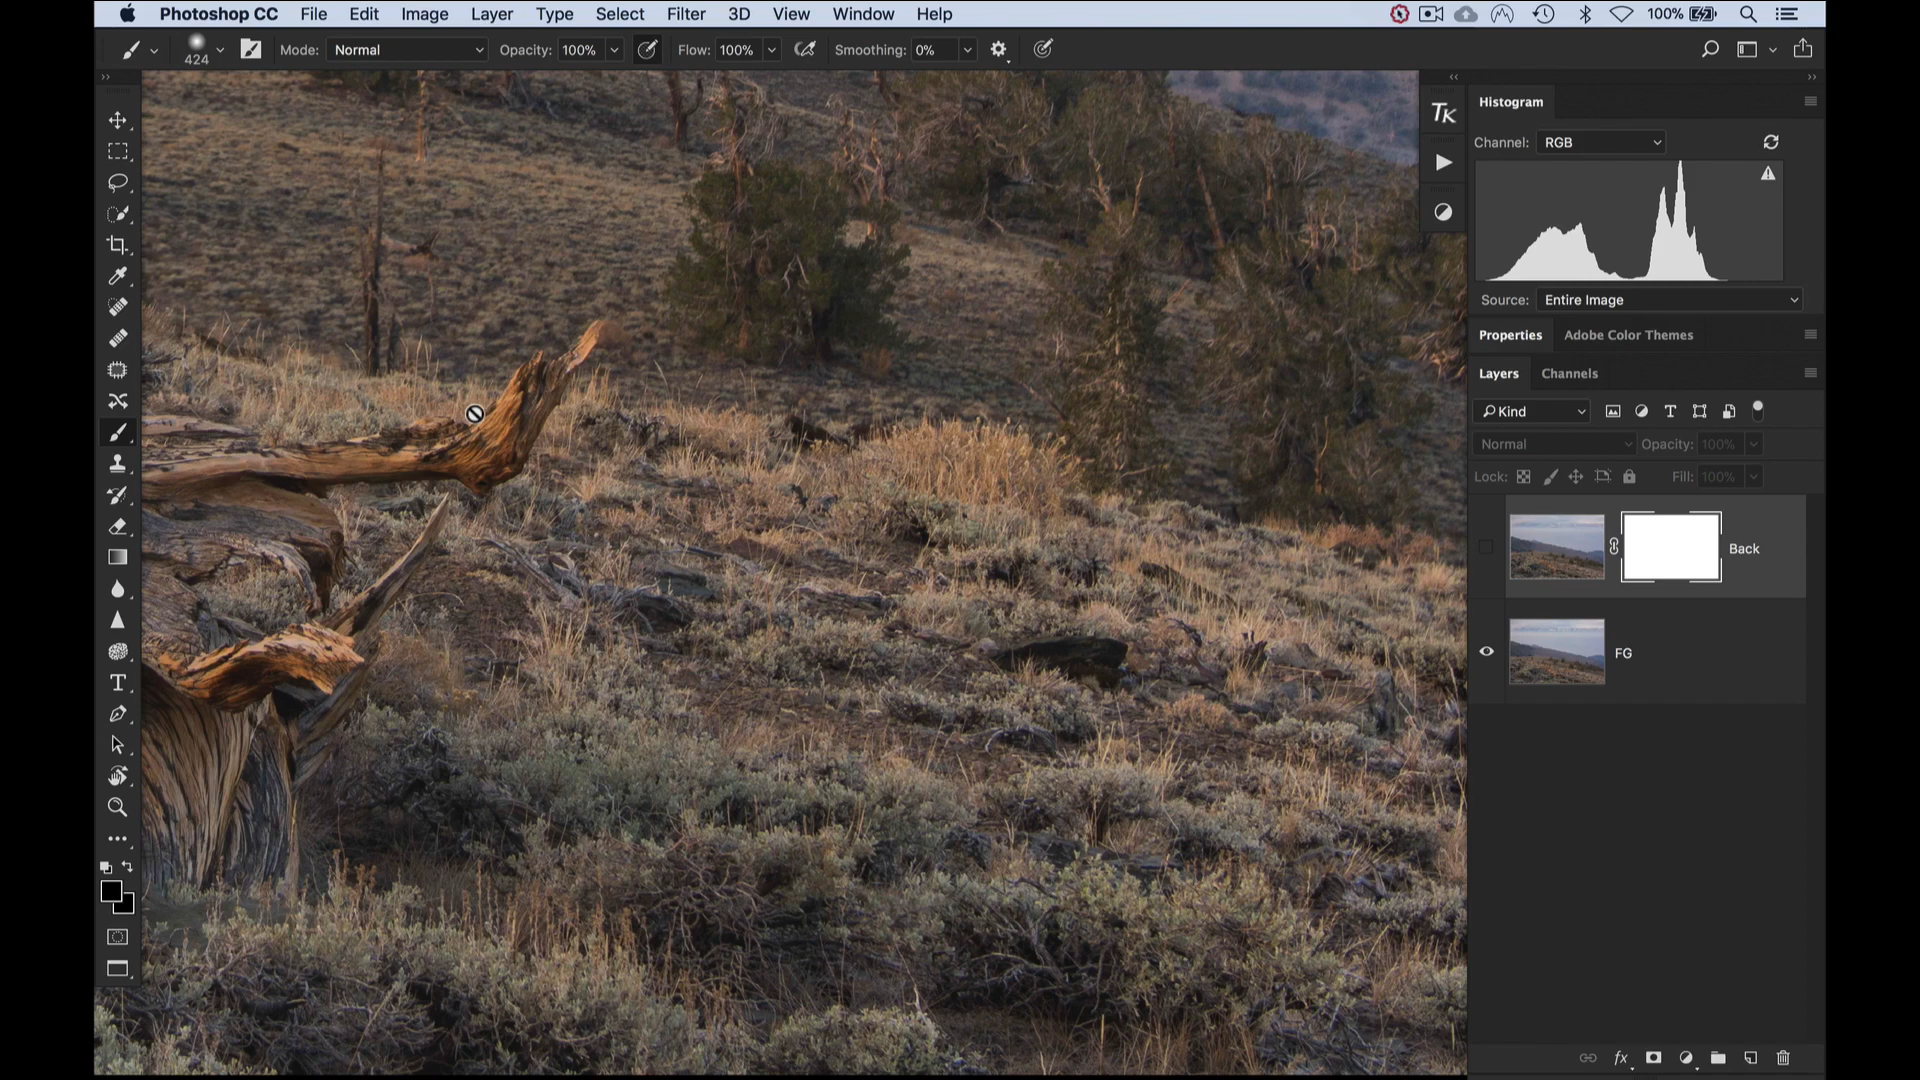 Photoshop CC File Edit Image Layer Type Select Filter 3D View Window Help 100%
424 Mode: Normal Opacity: 100% Flow: 100% Smoothing: 0%
TK
Histogram
Channel: RGB
Source: Entire Image
Properties Adobe Color Themes
Layers Channels
Kind
Normal Opacity: 100%
Lock: Fill: 100%
Back
FG
fx